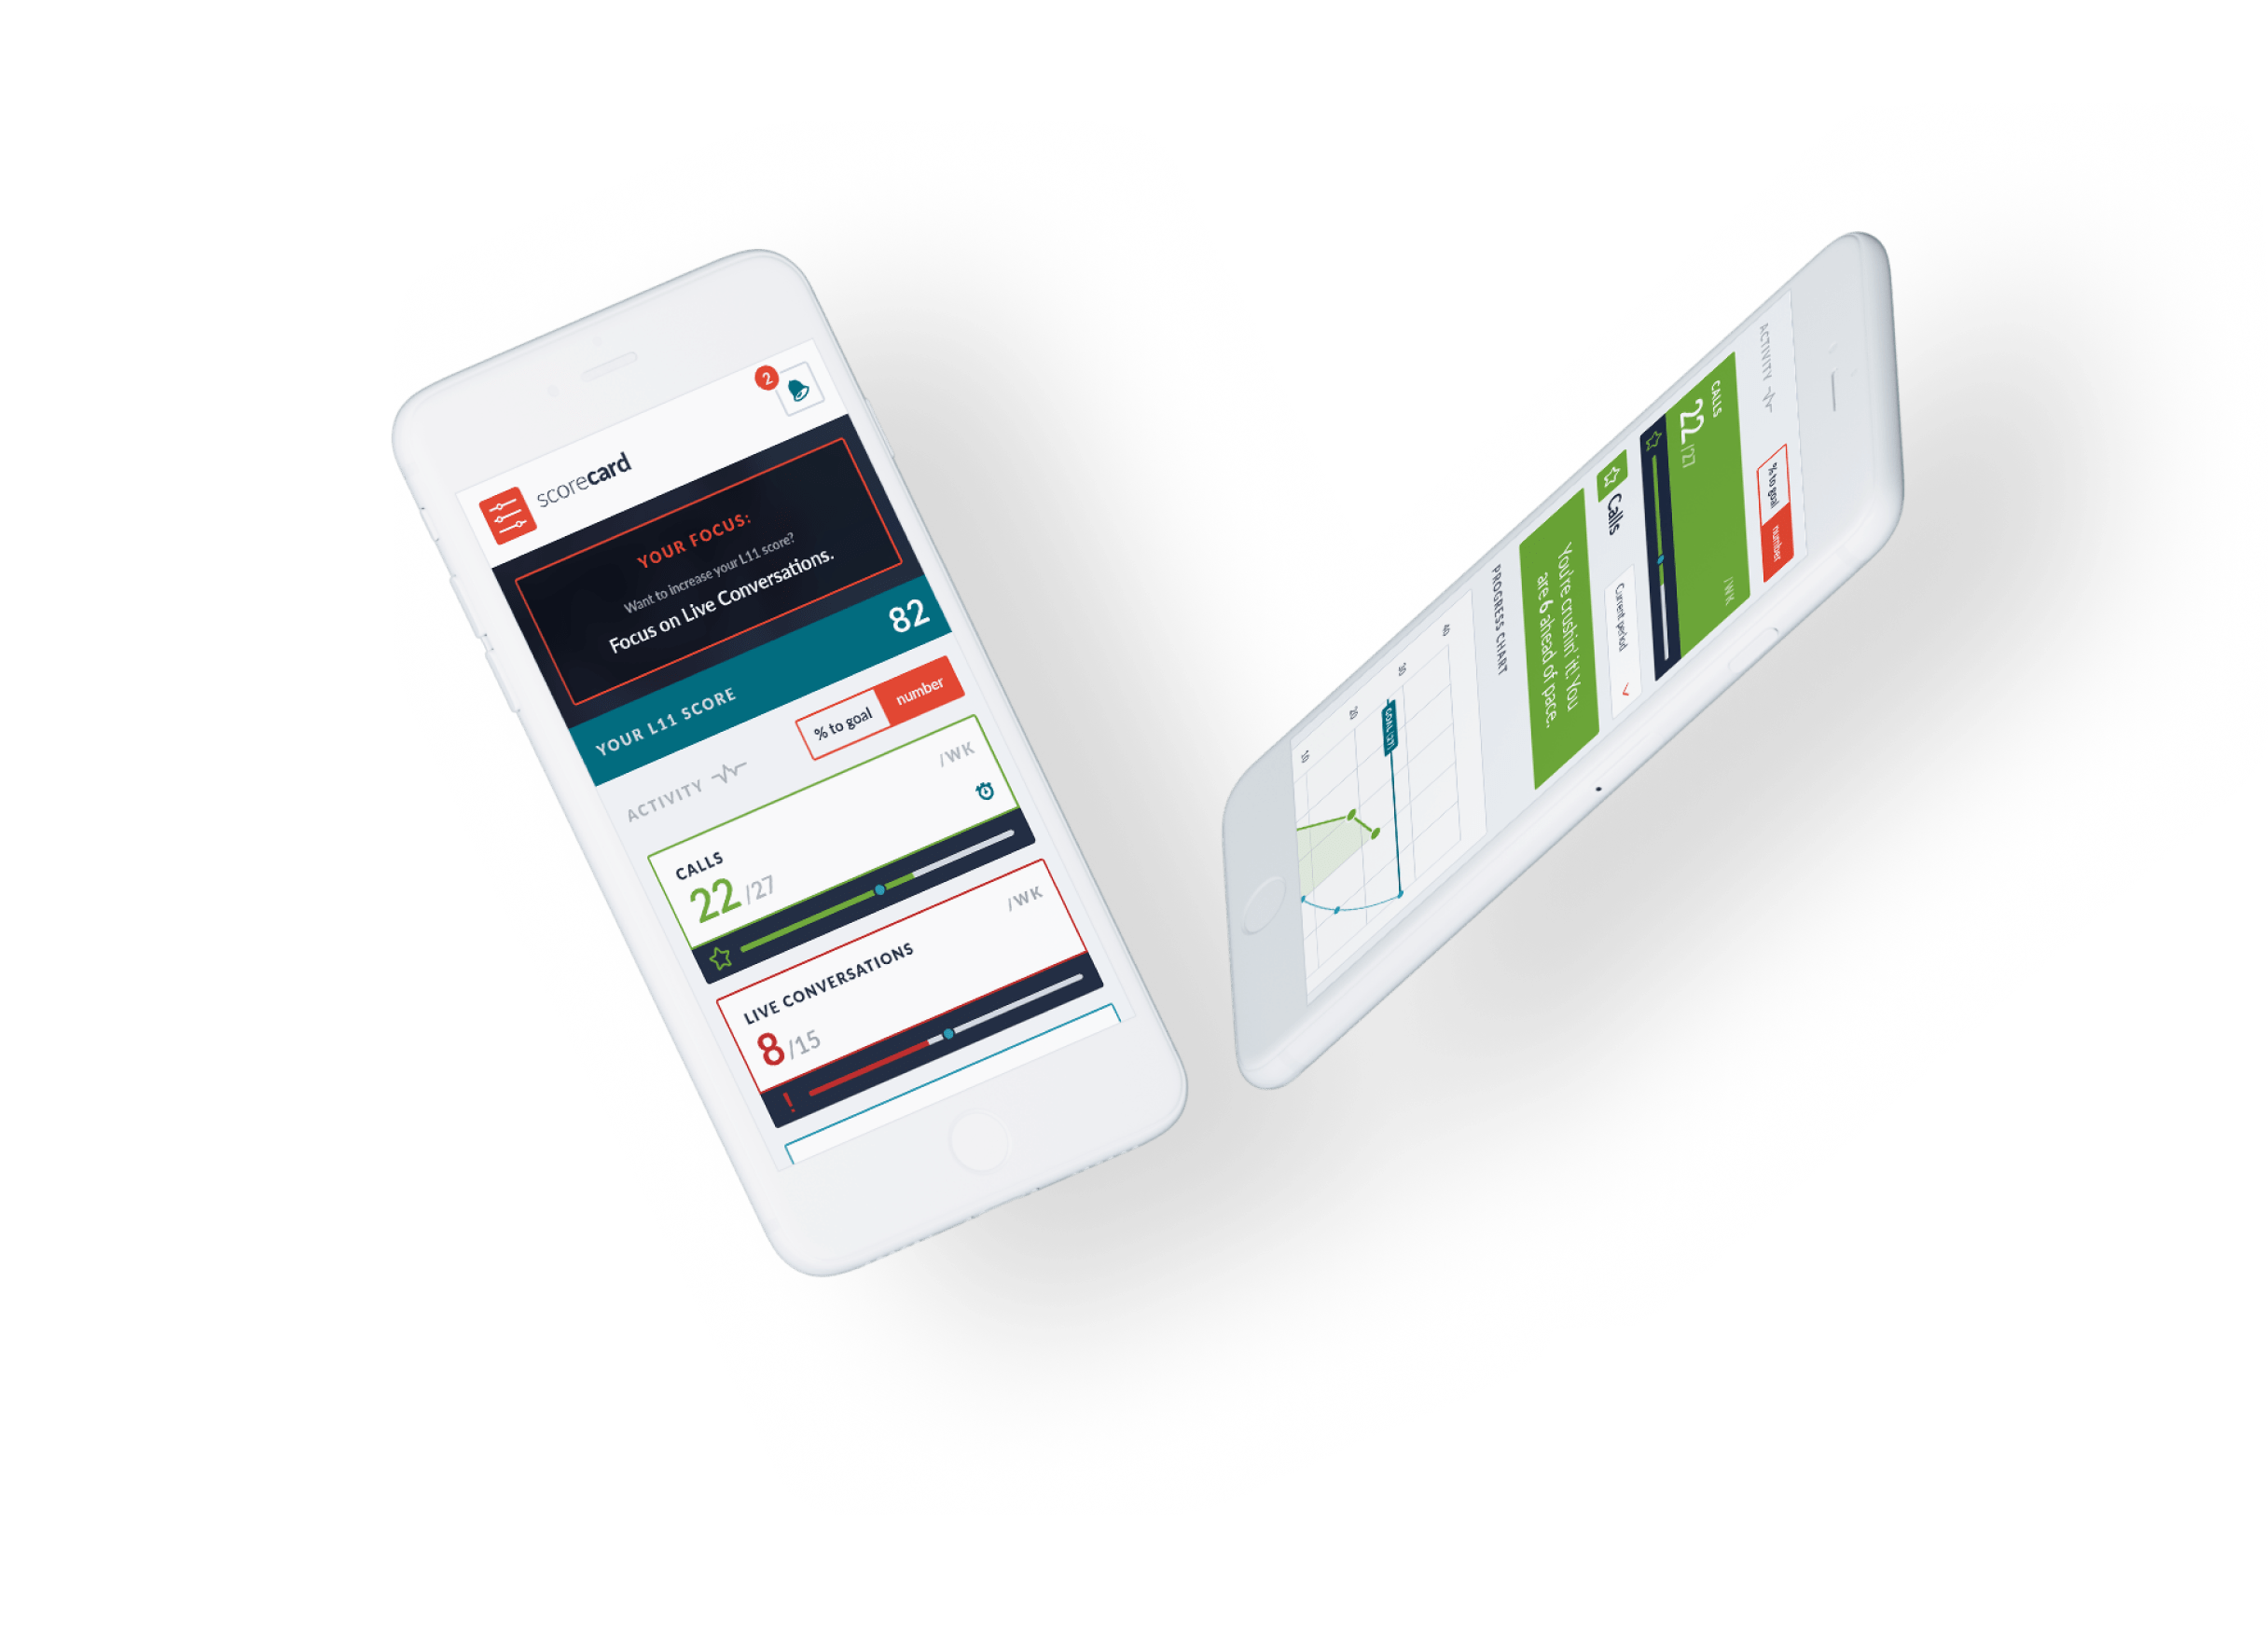 2
scorecard
YOUR FOCUS:
Want to increase your L11 score?
Focus on Live Conversations.
YOUR L11 SCORE
82
ACTIVITY
% to goal
number
CALLS
/WK
22/27
LIVE CONVERSATIONS
/WK
8/15
ACTIVITY
% to goal
number
CALLS
22/27
/WK
Calls
Current period
You're crushin' it! You
are 6 ahead of pace.
PROGRESS CHART
40
30
GOAL (27)
20
10